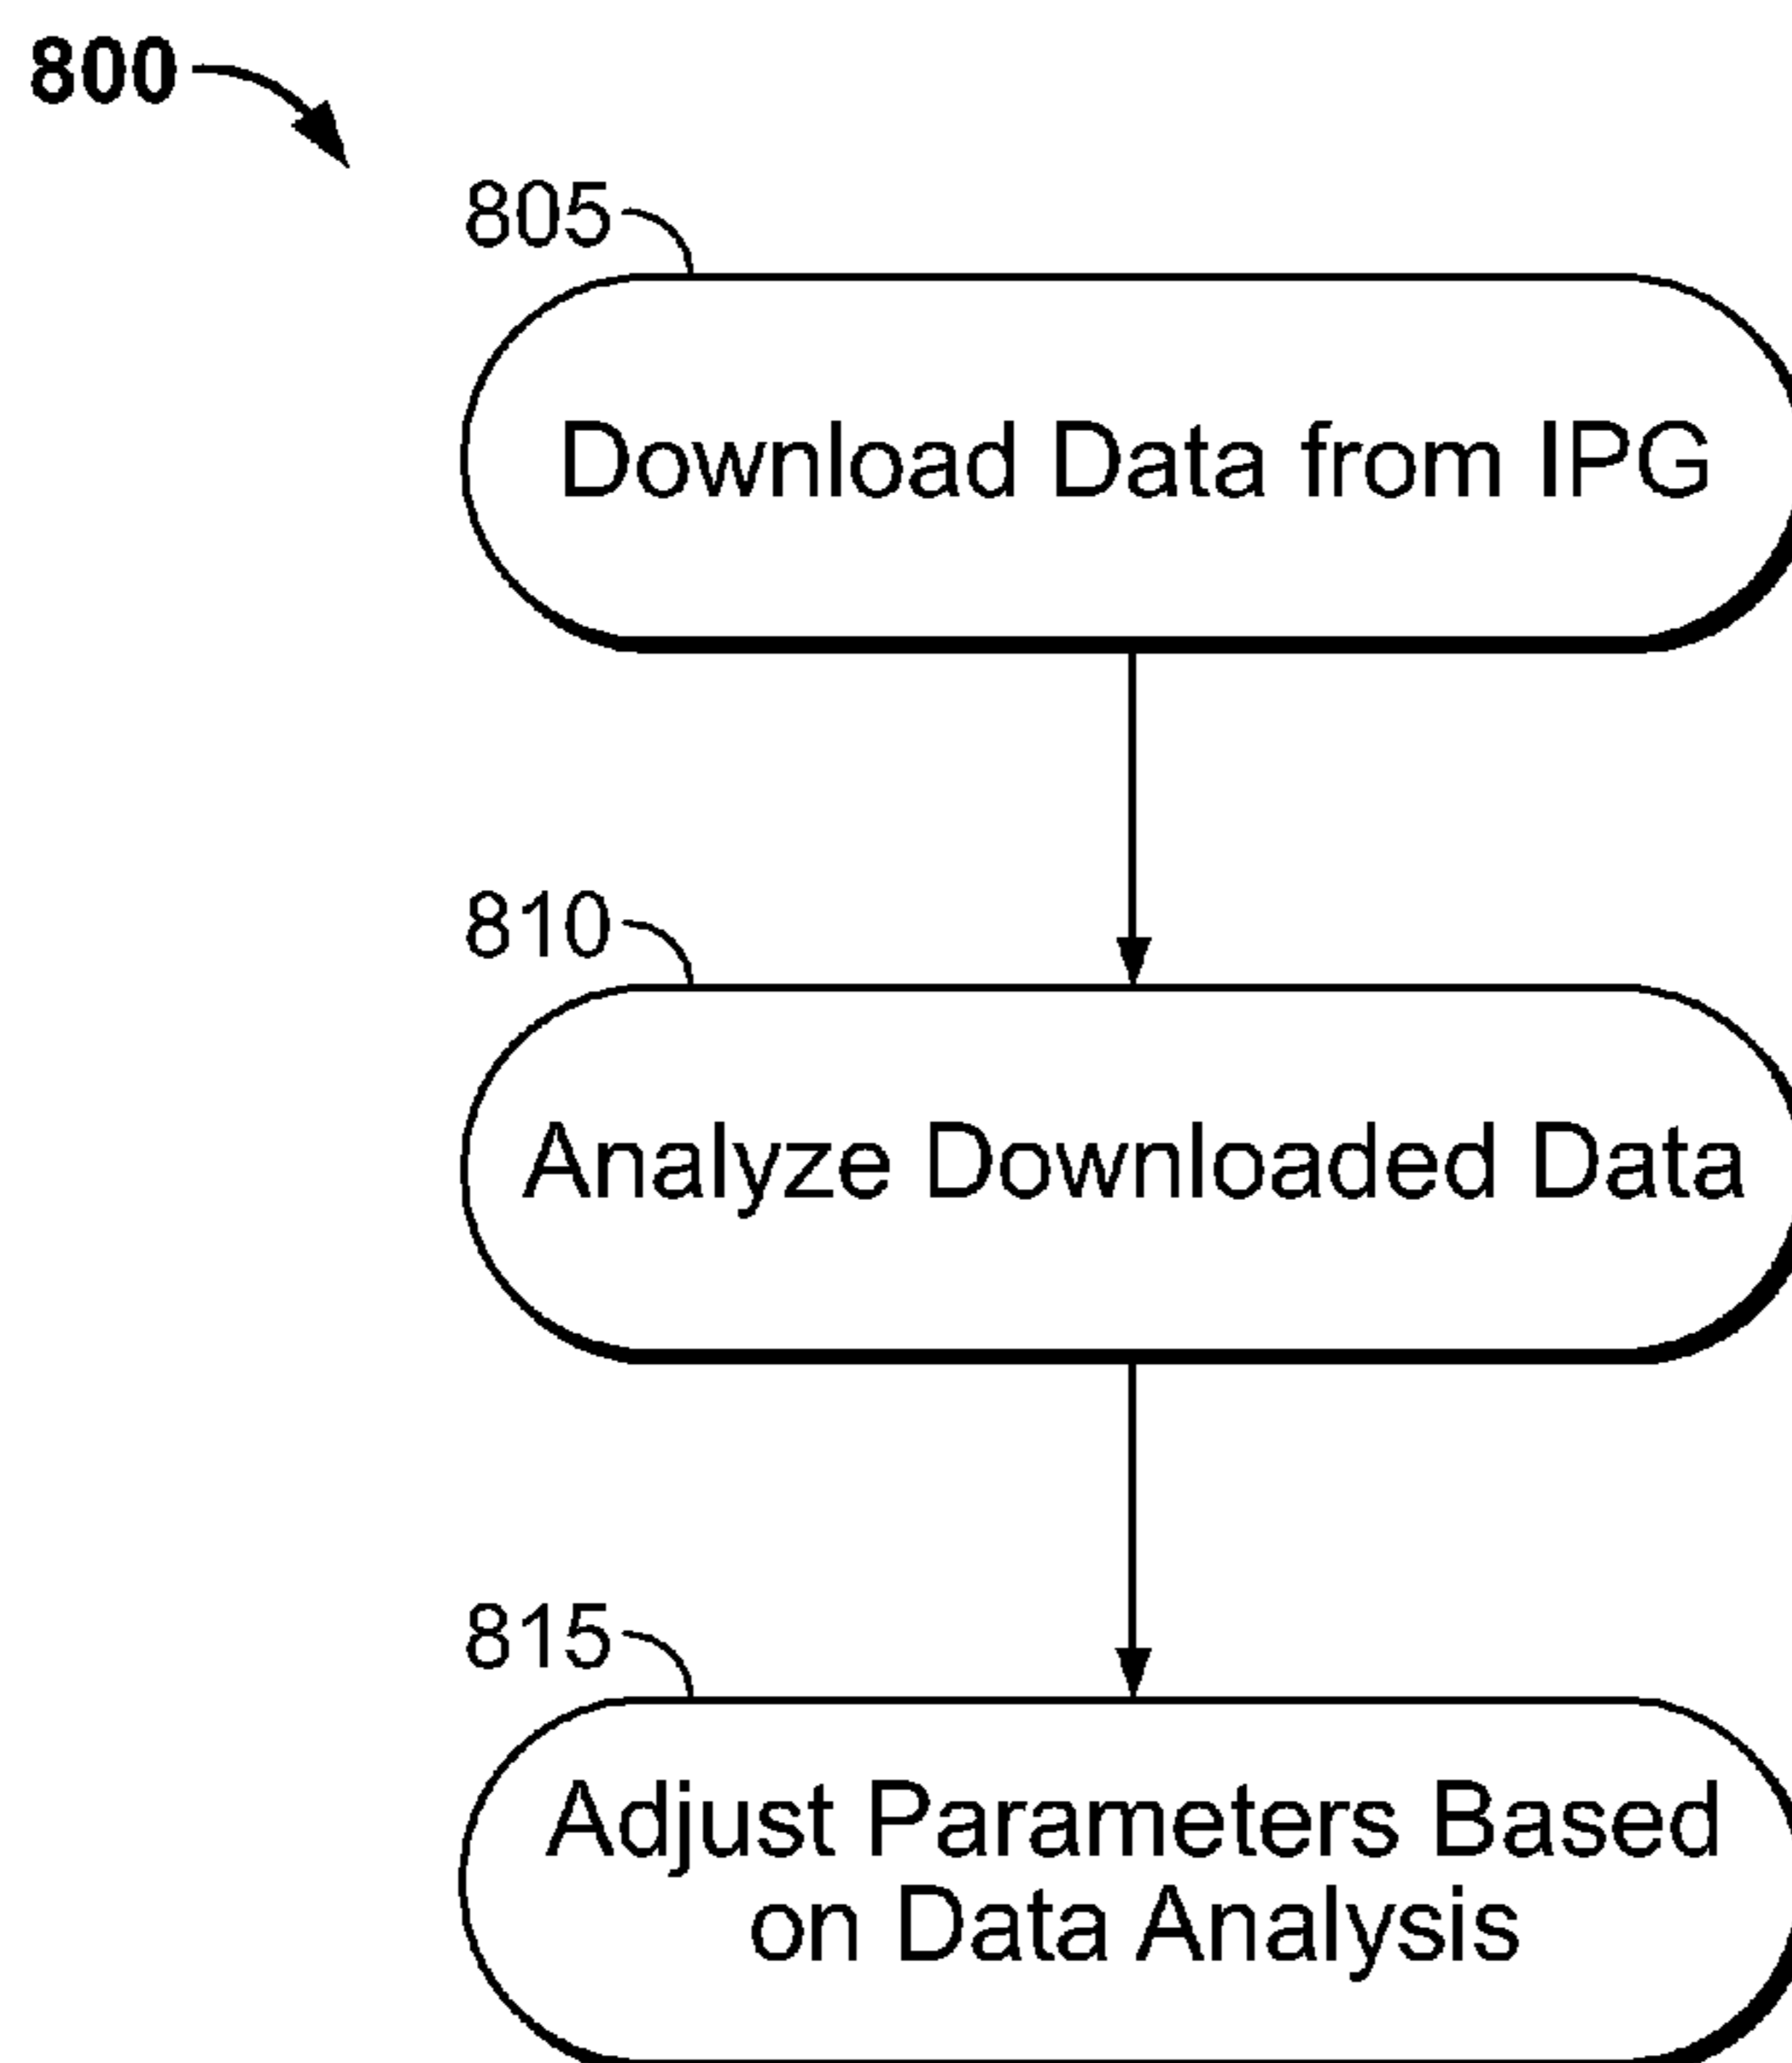 800
805
Download Data from IPG
810
Analyze Downloaded Data
815
Adjust Parameters Based
on Data Analysis